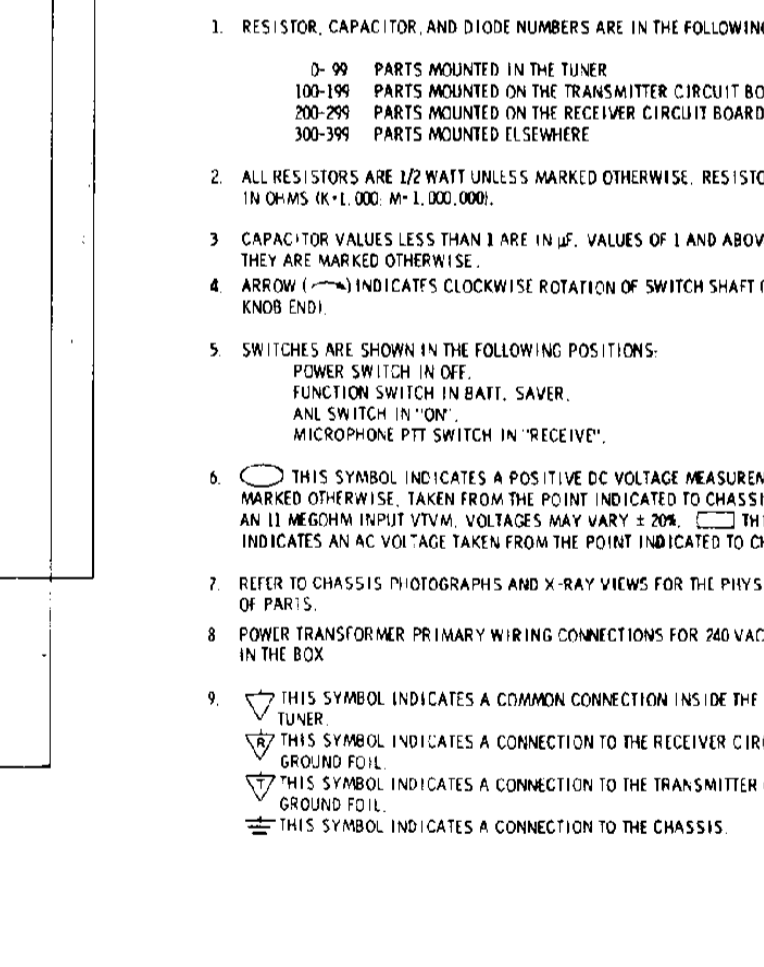 1. RESISTOR, CAPACITOR, AND DIODE NUMBERS ARE IN THE FOLLOWING
0-99 PARTS MOUNTED IN THE TUNER
100-199 PARTS MOUNTED ON THE TRANSMITTER CIRCUIT BO
200-299 PARTS MOUNTED ON THE RECEIVER CIRCUIT BOARD
300-399 PARTS MOUNTED ELSEWHERE
2. ALL RESISTORS ARE 1/2 WATT UNLESS MARKED OTHERWISE. RESISTO
IN OHMS (K=1,000; M=1,000,000).
3 CAPACITOR VALUES LESS THAN 1 ARE IN µF. VALUES OF 1 AND ABOV
THEY ARE MARKED OTHERWISE.
4. ARROW ( ) INDICATES CLOCKWISE ROTATION OF SWITCH SHAFT (
KNOB END).
5. SWITCHES ARE SHOWN IN THE FOLLOWING POSITIONS:
POWER SWITCH IN OFF.
FUNCTION SWITCH IN BATT. SAVER.
ANL SWITCH IN "ON".
MICROPHONE PTT SWITCH IN "RECEIVE".
6. THIS SYMBOL INDICATES A POSITIVE DC VOLTAGE MEASUREN
MARKED OTHERWISE, TAKEN FROM THE POINT INDICATED TO CHASSI
AN 11 MEGOHM INPUT VTVM. VOLTAGES MAY VARY ± 20%. THI
INDICATES AN AC VOLTAGE TAKEN FROM THE POINT INDICATED TO CH
7. REFER TO CHASSIS PHOTOGRAPHS AND X-RAY VIEWS FOR THE PHYS
OF PARTS.
8 POWER TRANSFORMER PRIMARY WIRING CONNECTIONS FOR 240 VAC
IN THE BOX
9. THIS SYMBOL INDICATES A COMMON CONNECTION INSIDE THE
TUNER.
R THIS SYMBOL INDICATES A CONNECTION TO THE RECEIVER CIR
GROUND FOIL.
T THIS SYMBOL INDICATES A CONNECTION TO THE TRANSMITTER
GROUND FOIL.
THIS SYMBOL INDICATES A CONNECTION TO THE CHASSIS.